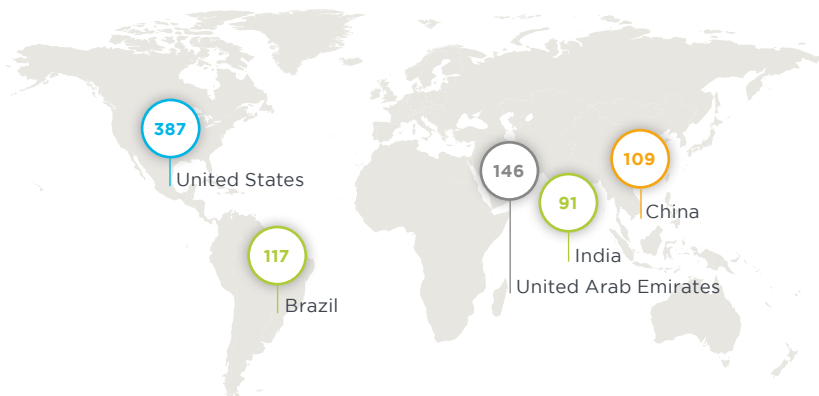 387
United States
146
109
91
China
117
India
United Arab Emirates
Brazil